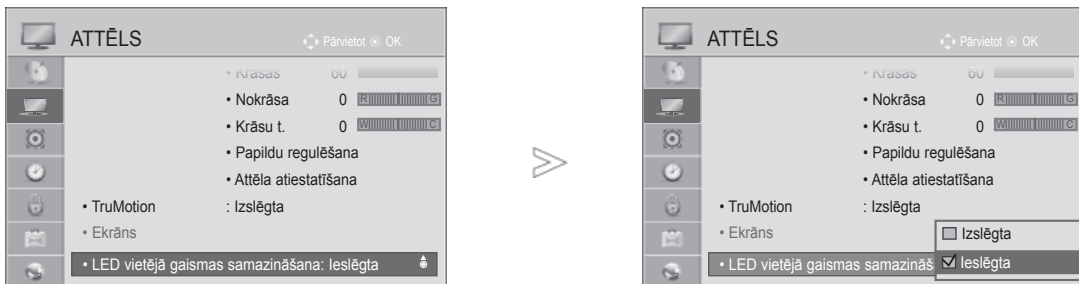 ATTĒLS
Pārvietot OK
• Krāsas 60
• Nokrāsa 0 R G
• Krāsu t. 0 W C
• Papildu regulēšana
• Attēla atiestatīšana
• TruMotion : Izslēgta
• Ekrāns
• LED vietējā gaismas samazināšana: Ieslēgta
ATTĒLS
Pārvietot OK
• Krāsas 60
• Nokrāsa 0 R G
• Krāsu t. 0 W C
• Papildu regulēšana
• Attēla atiestatīšana
• TruMotion : Izslēgta
• Ekrāns
Izslēgta
• LED vietējā gaismas samazināš Ieslēgta